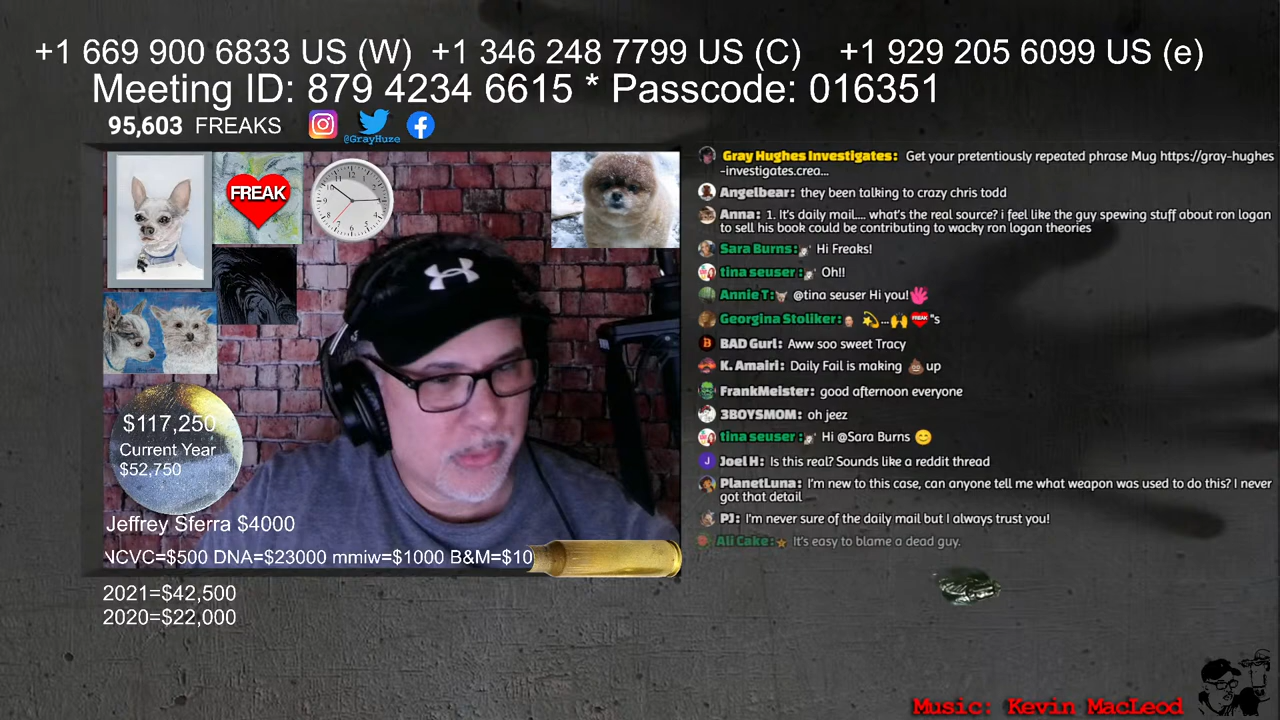 +1 669 900 6833 US (W) +1 346 248 7799 US (C) +1 929 205 6099 US (e)
Meeting ID: 879 4234 6615 * Passcode: 016351
95,603 FREAKS
@GrayHuze
FREAK
$117,250
Current Year
$52,750
Jeffrey Sferra $4000
NCVC=$500 DNA=$23000 mmiw=$1000 B&M=$10
2021=$42,500
2020=$22,000
Gray Hughes Investigates: Get your pretentiously repeated phrase Mug https://gray-hughes
-investigates.crea...
Angelbear: they been talking to crazy chris todd
Anna: 1. It's daily mail.... what's the real source? i feel like the guy spewing stuff about ron logan
to sell his book could be contributing to wacky ron logan theories
Sara Burns: Hi Freaks!
tina seuser: Oh!!
Annie T: @tina seuser Hi you!
Georgina Stoliker: 💫...🙌 FREAK "s
BAD Gurl: Aww soo sweet Tracy
K. Amairi: Daily Fail is making 💩 up
FrankMeister: good afternoon everyone
3BOYSMOM: oh jeez
tina seuser: Hi @Sara Burns 😊
Joel H: Is this real? Sounds like a reddit thread
PlanetLuna: I'm new to this case, can anyone tell me what weapon was used to do this? I never
got that detail
PJ: I'm never sure of the daily mail but I always trust you!
Ali Cake: It's easy to blame a dead guy.
Music: Kevin MacLeod